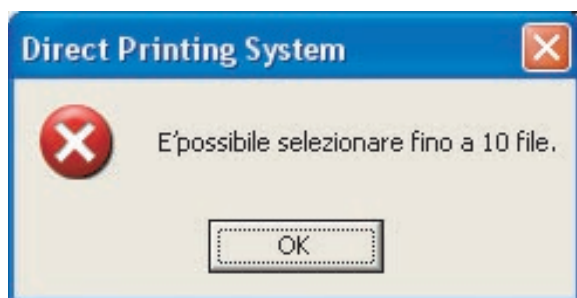 Direct Printing System
E'possibile selezionare fino a 10 file.
OK